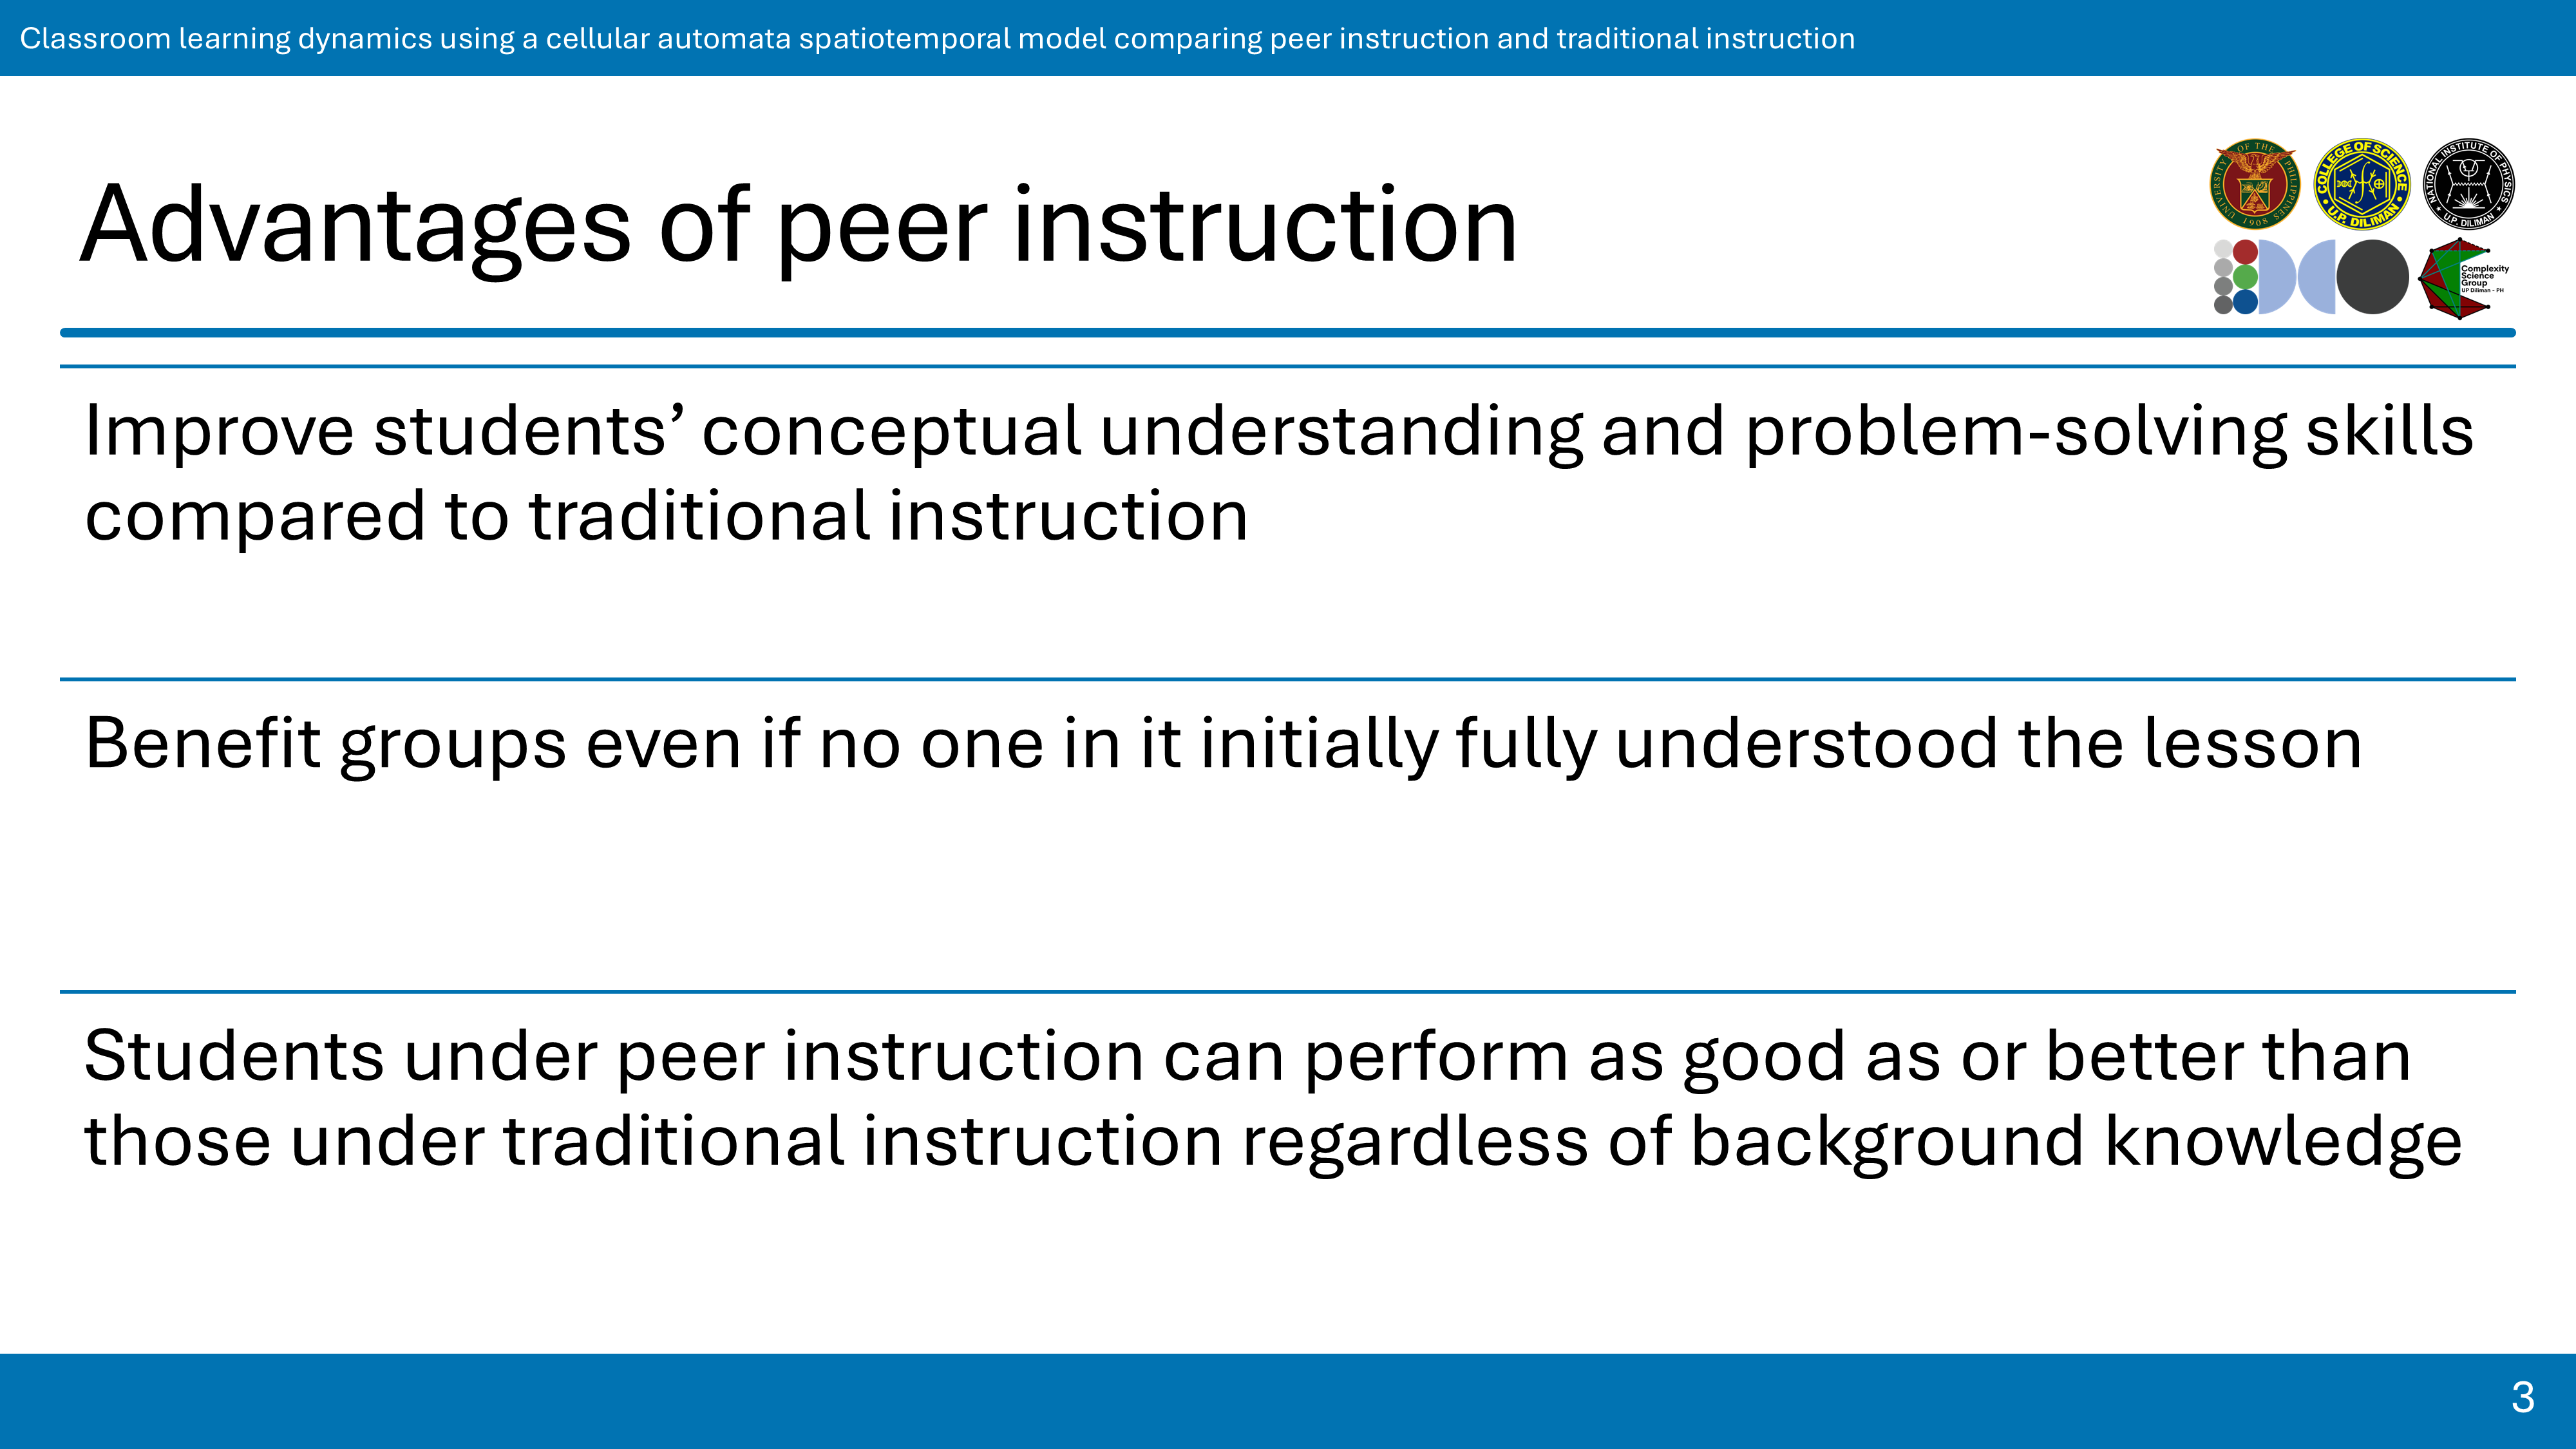 Classroom learning dynamics using a cellular automata spatiotemporal model comparing peer instruction and traditional instruction
Advantages of peer instruction
UNIVERSITY OF THE PHILIPPINES
1908
COLLEGE OF SCIENCE
U.P. DILIMAN
NATIONAL INSTITUTE OF PHYSICS
U.P. DILIMAN
Complexity
Science
Group
UP Diliman - PH
Improve students’ conceptual understanding and problem-solving skills
compared to traditional instruction
Benefit groups even if no one in it initially fully understood the lesson
Students under peer instruction can perform as good as or better than
those under traditional instruction regardless of background knowledge
3